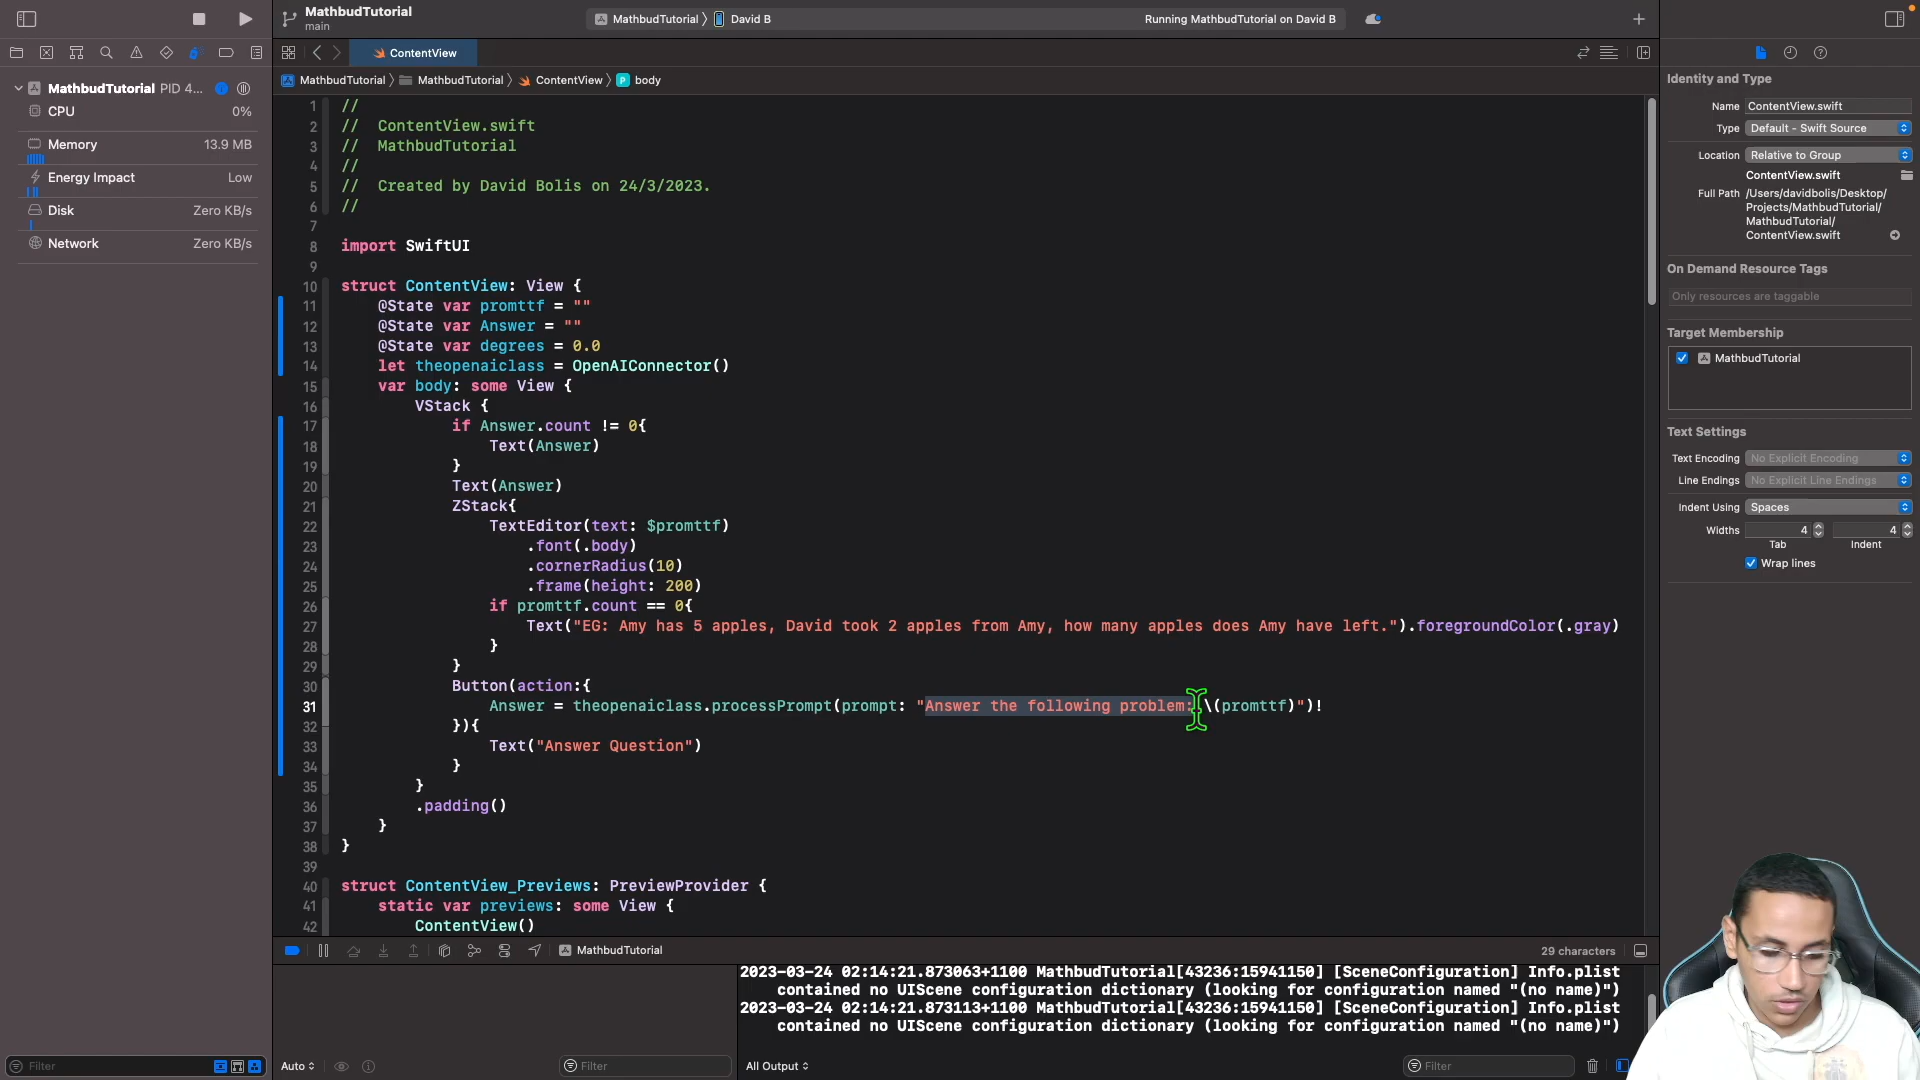 MathbudTutorial
main
MathbudTutorial 〉 David B
Running MathbudTutorial on David B
ContentView
MathbudTutorial 〉 MathbudTutorial 〉 ContentView 〉 P body
MathbudTutorial PID 4...
CPU 0%
Memory 13.9 MB
Energy Impact Low
Disk Zero KB/s
Network Zero KB/s
1 //
2 //  ContentView.swift
3 //  MathbudTutorial
4 //
5 //  Created by David Bolis on 24/3/2023.
6 //
7
8 import SwiftUI
9
10 struct ContentView: View {
11     @State var promttf = ""
12     @State var Answer = ""
13     @State var degrees = 0.0
14     let theopenaiclass = OpenAIConnector()
15     var body: some View {
16         VStack {
17             if Answer.count != 0{
18                 Text(Answer)
19             }
20             Text(Answer)
21             ZStack{
22                 TextEditor(text: $promttf)
23                     .font(.body)
24                     .cornerRadius(10)
25                     .frame(height: 200)
26                 if promttf.count == 0{
27                     Text("EG: Amy has 5 apples, David took 2 apples from Amy, how many apples does Amy have left.").foregroundColor(.gray)
28                 }
29             }
30             Button(action:{
31                 Answer = theopenaiclass.processPrompt(prompt: "Answer the following problem: \(promttf)")!
32             }){
33                 Text("Answer Question")
34             }
35         }
36         .padding()
37     }
38 }
39
40 struct ContentView_Previews: PreviewProvider {
41     static var previews: some View {
42         ContentView()
MathbudTutorial
29 characters
2023-03-24 02:14:21.873063+1100 MathbudTutorial[43236:15941150] [SceneConfiguration] Info.plist
contained no UIScene configuration dictionary (looking for configuration named "(no name)")
2023-03-24 02:14:21.873113+1100 MathbudTutorial[43236:15941150] [SceneConfiguration] Info.plist
contained no UIScene configuration dictionary (looking for configuration named "(no name)")
Filter
Auto
Filter
All Output
Filter
Identity and Type
Name ContentView.swift
Type Default - Swift Source
Location Relative to Group
ContentView.swift
Full Path /Users/davidbolis/Desktop/
Projects/MathbudTutorial/
MathbudTutorial/
ContentView.swift
On Demand Resource Tags
Only resources are taggable
Target Membership
MathbudTutorial
Text Settings
Text Encoding No Explicit Encoding
Line Endings No Explicit Line Endings
Indent Using Spaces
Widths 4 4
Tab Indent
Wrap lines